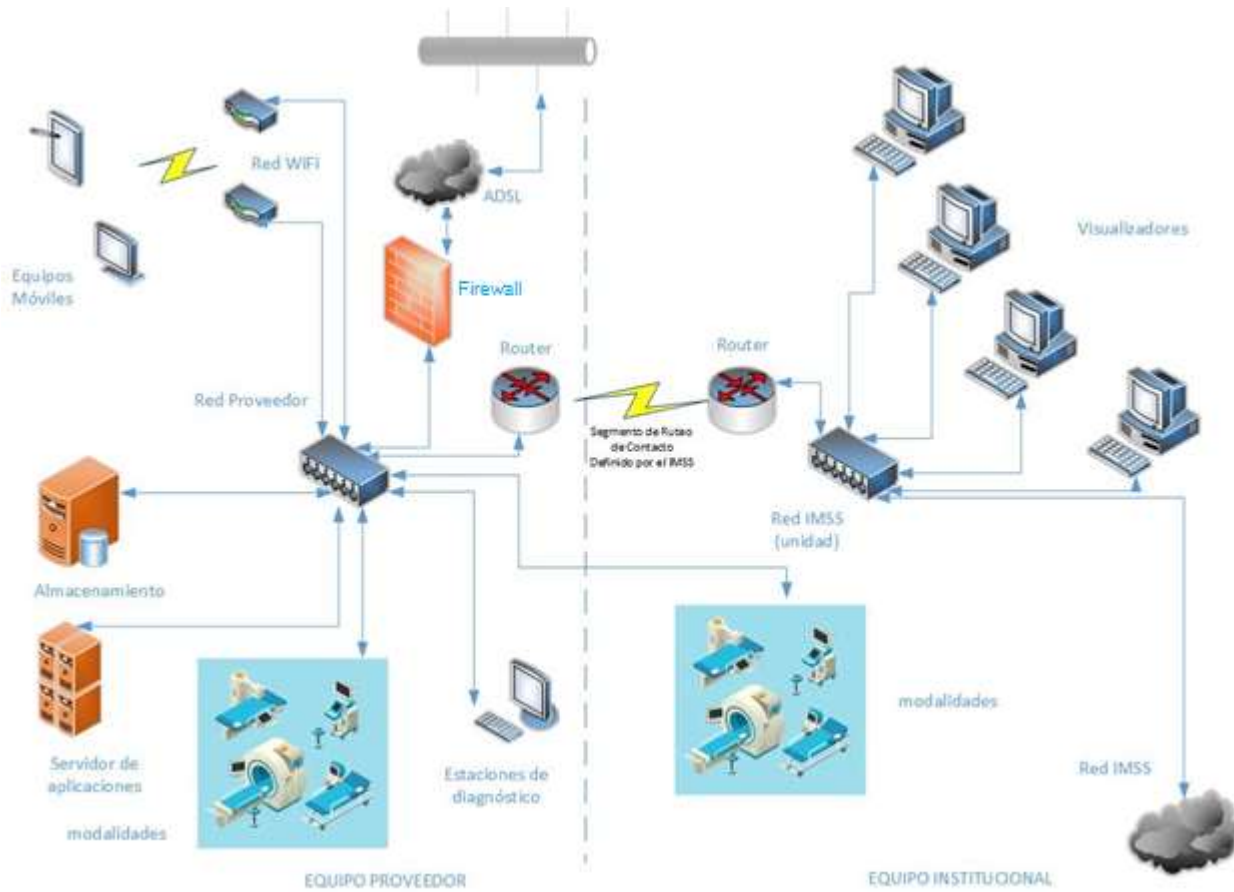 Red WIFI
ADSL
Equipos
Móviles
Firewall
Visualizadores
Router
Router
Red Proveedor
Segmento de Ruteo
de Contacto
Definido por el IMSS
Red IMSS
(unidad)
Almacenamiento
modalidades
Servidor de
aplicaciones
Estaciones de
diagnóstico
Red IMSS
modalidades
EQUIPO PROVEEDOR
EQUIPO INSTITUCIONAL